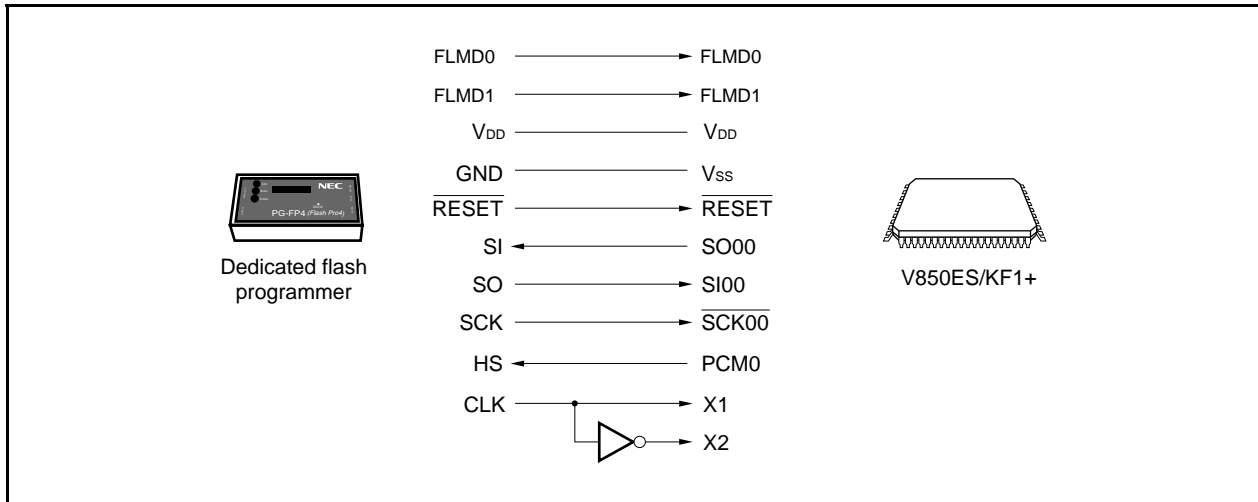 FLMD0 FLMD0
FLMD1 FLMD1
VDD VDD
GND VSS
RESET RESET
SI SO00
SO SI00
SCK SCK00
HS PCM0
CLK X1
X2
NEC
PG-FP4 (Flash Pro4)
Dedicated flash
programmer
V850ES/KF1+